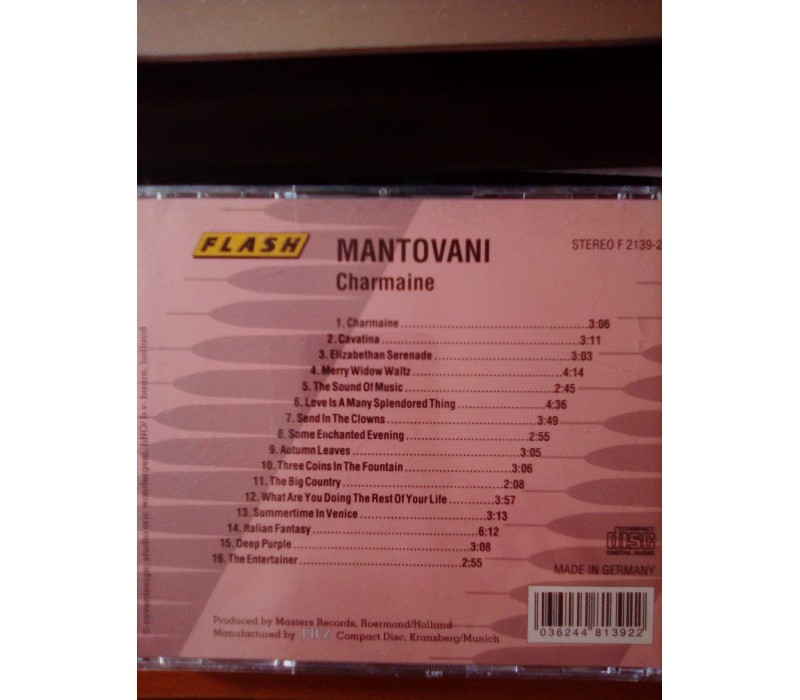 FLASH
MANTOVANI
STEREO F 2139-2
Charmaine
1. Charmaine 3:06
2. Cavatina 3:11
3. Elizabethan Serenade 3:03
4. Merry Widow Waltz 4:14
5. The Sound Of Music 2:45
6. Love Is A Many Splendored Thing 4:36
7. Send In The Clowns 3:49
8. Some Enchanted Evening 2:55
9. Autumn Leaves 3:05
10. Three Coins In The Fountain 3:06
11. The Big Country 2:08
12. What Are You Doing The Rest Of Your Life 3:57
13. Summertime In Venice 3:13
14. Italian Fantasy 6:12
15. Deep Purple 3:08
16. The Entertainer 2:55
COMPACT
disc
DIGITAL AUDIO
MADE IN GERMANY
Produced by Masters Records, Roermond/Holland
Manufactured by PILZ Compact Disc, Kranzberg/Munich
036244 813922
© coverdesign: studio eric wondergem, b.v. baarn, holland